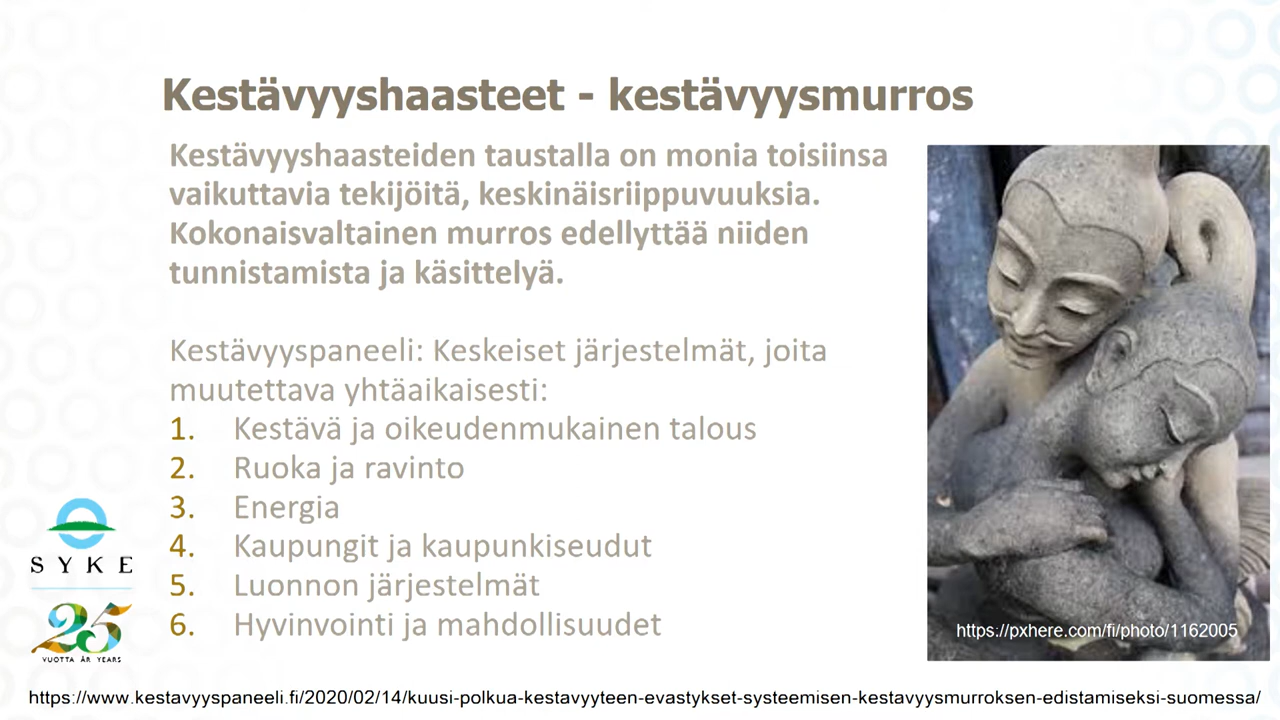 Kestävyyshaasteet - kestävyysmurros
Kestävyyshaasteiden taustalla on monia toisiinsa
vaikuttavia tekijöitä, keskinäisriippuvuuksia.
Kokonaisvaltainen murros edellyttää niiden
tunnistamista ja käsittelyä.
Kestävyyspaneeli: Keskeiset järjestelmät, joita
muutettava yhtäaikaisesti:
1. Kestävä ja oikeudenmukainen talous
2. Ruoka ja ravinto
3. Energia
4. Kaupungit ja kaupunkiseudut
5. Luonnon järjestelmät
6. Hyvinvointi ja mahdollisuudet
SYKE
25
VUOTTA ÅR YEARS
https://pxhere.com/fi/photo/1162005
https://www.kestavyyspaneeli.fi/2020/02/14/kuusi-polkua-kestavyyteen-evastykset-systeemisen-kestavyysmurroksen-edistamiseksi-suomessa/